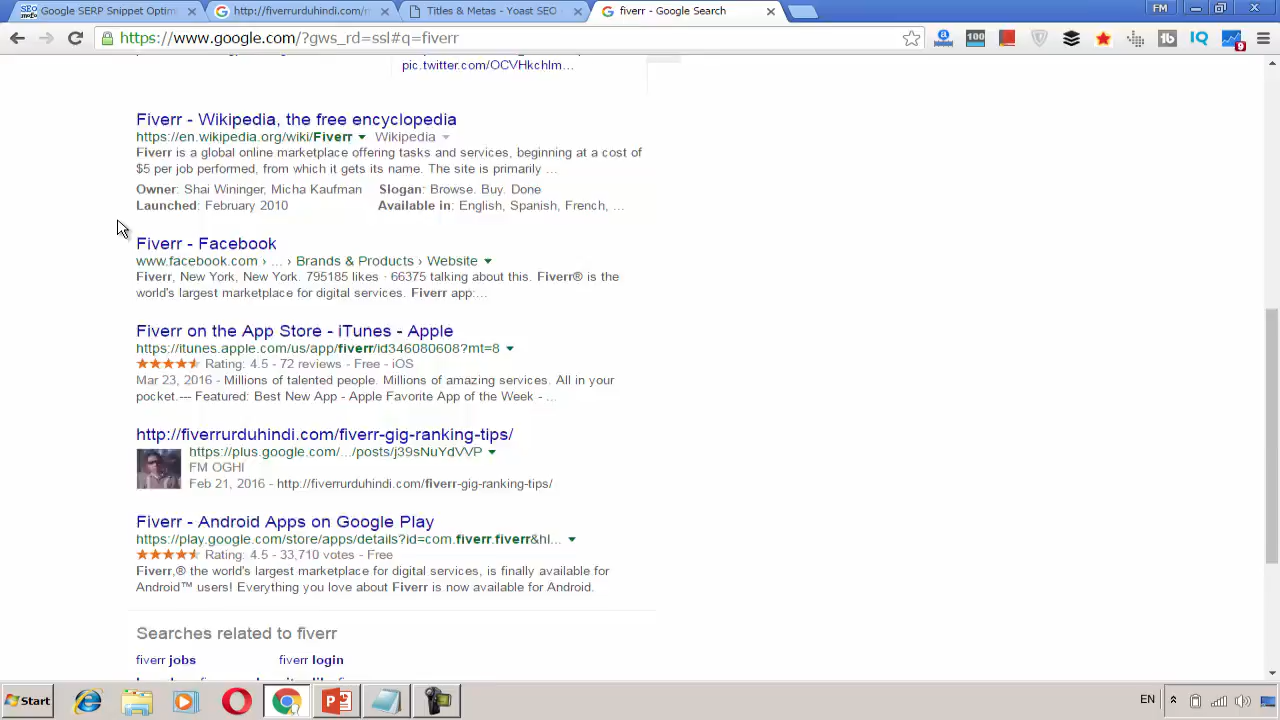 Google SERP Snippet Optim
http://fiverrurduhindi.com/m
Titles & Metas - Yoast SEO
fiverr - Google Search
FM
https://www.google.com/?gws_rd=ssl#q=fiverr
100
9
pic.twitter.com/OCVHkchlm…
Fiverr - Wikipedia, the free encyclopedia
https://en.wikipedia.org/wiki/Fiverr Wikipedia
Fiverr is a global online marketplace offering tasks and services, beginning at a cost of
$5 per job performed, from which it gets its name. The site is primarily ...
Owner: Shai Wininger, Micha Kaufman Slogan: Browse. Buy. Done
Launched: February 2010 Available in: English, Spanish, French, ...
Fiverr - Facebook
www.facebook.com › ... › Brands & Products › Website
Fiverr, New York, New York. 795185 likes · 66375 talking about this. Fiverr® is the
world's largest marketplace for digital services. Fiverr app:...
Fiverr on the App Store - iTunes - Apple
https://itunes.apple.com/us/app/fiverr/id346080608?mt=8
Rating: 4.5 - 72 reviews - Free - iOS
Mar 23, 2016 - Millions of talented people. Millions of amazing services. All in your
pocket.--- Featured: Best New App - Apple Favorite App of the Week - ...
http://fiverrurduhindi.com/fiverr-gig-ranking-tips/
https://plus.google.com/.../posts/j39sNuYdVVP
FM OGHI
Feb 21, 2016 - http://fiverrurduhindi.com/fiverr-gig-ranking-tips/
Fiverr - Android Apps on Google Play
https://play.google.com/store/apps/details?id=com.fiverr.fiverr&hl...
Rating: 4.5 - 33,710 votes - Free
Fiverr,® the world's largest marketplace for digital services, is finally available for
Android™ users! Everything you love about Fiverr is now available for Android.
Searches related to fiverr
fiverr jobs fiverr login
Start
EN